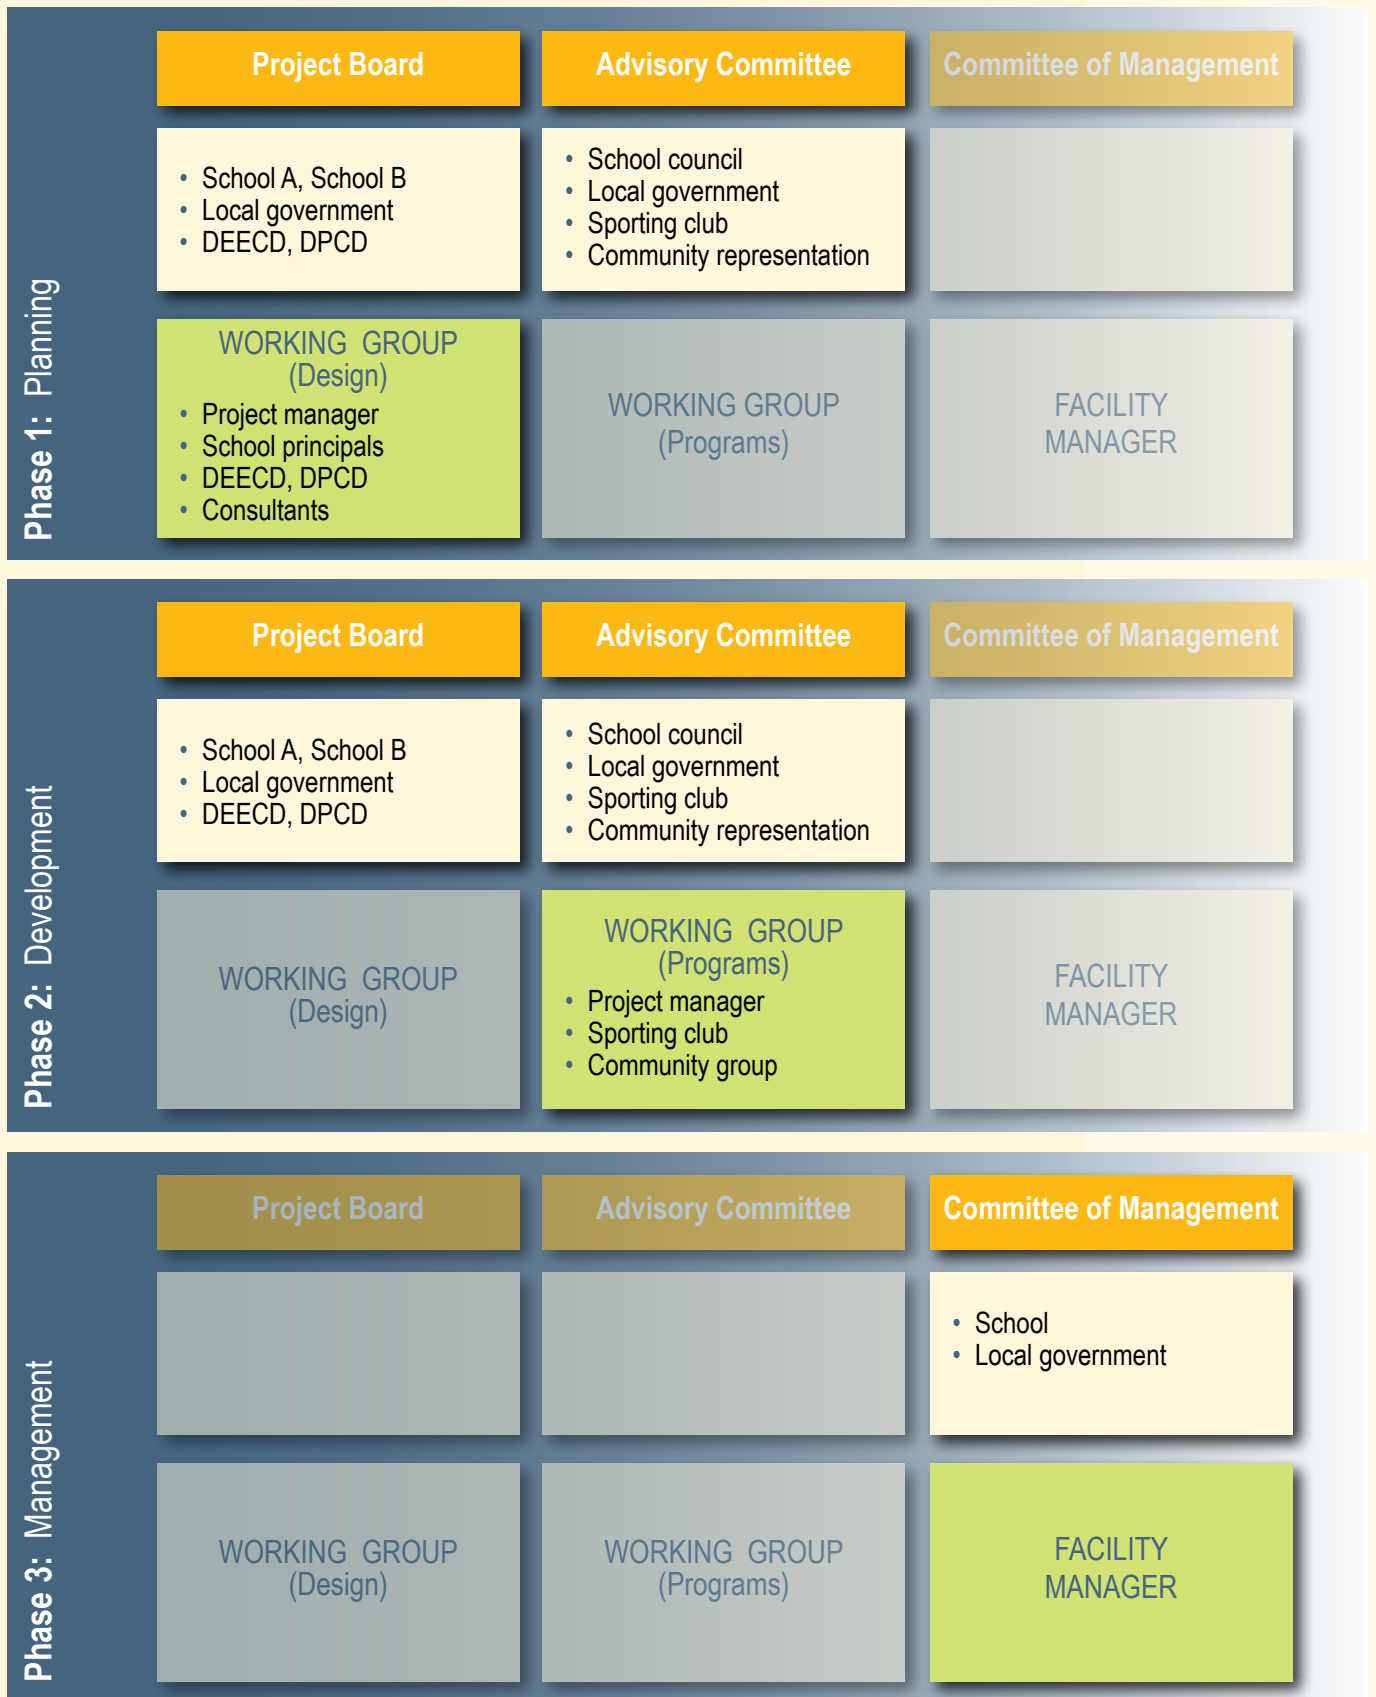 Phase 1: Planning
Project Board
Advisory Committee
Committee of Management
• School A, School B
• Local government
• DEECD, DPCD
• School council
• Local government
• Sporting club
• Community representation
WORKING GROUP
(Design)
• Project manager
• School principals
• DEECD, DPCD
• Consultants
WORKING GROUP
(Programs)
FACILITY
MANAGER
Phase 2: Development
Project Board
Advisory Committee
Committee of Management
• School A, School B
• Local government
• DEECD, DPCD
• School council
• Local government
• Sporting club
• Community representation
WORKING GROUP
(Design)
WORKING GROUP
(Programs)
• Project manager
• Sporting club
• Community group
FACILITY
MANAGER
Phase 3: Management
Project Board
Advisory Committee
Committee of Management
• School
• Local government
WORKING GROUP
(Design)
WORKING GROUP
(Programs)
FACILITY
MANAGER